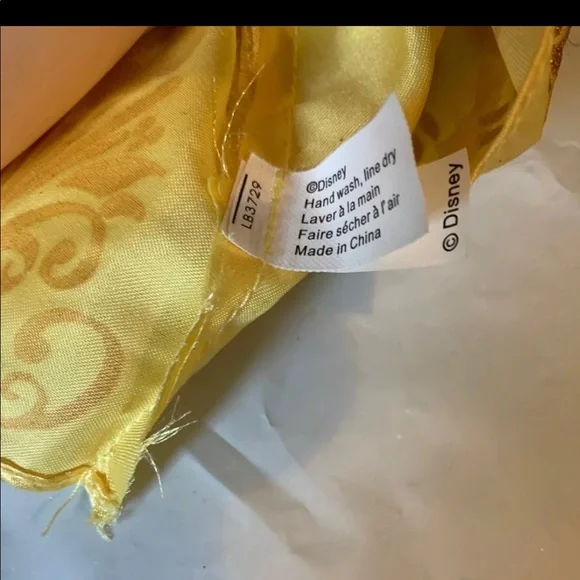 ©Disney
Hand wash, line dry
Laver à la main
Faire sécher à l'air
Made in China
LB3729
© Disney